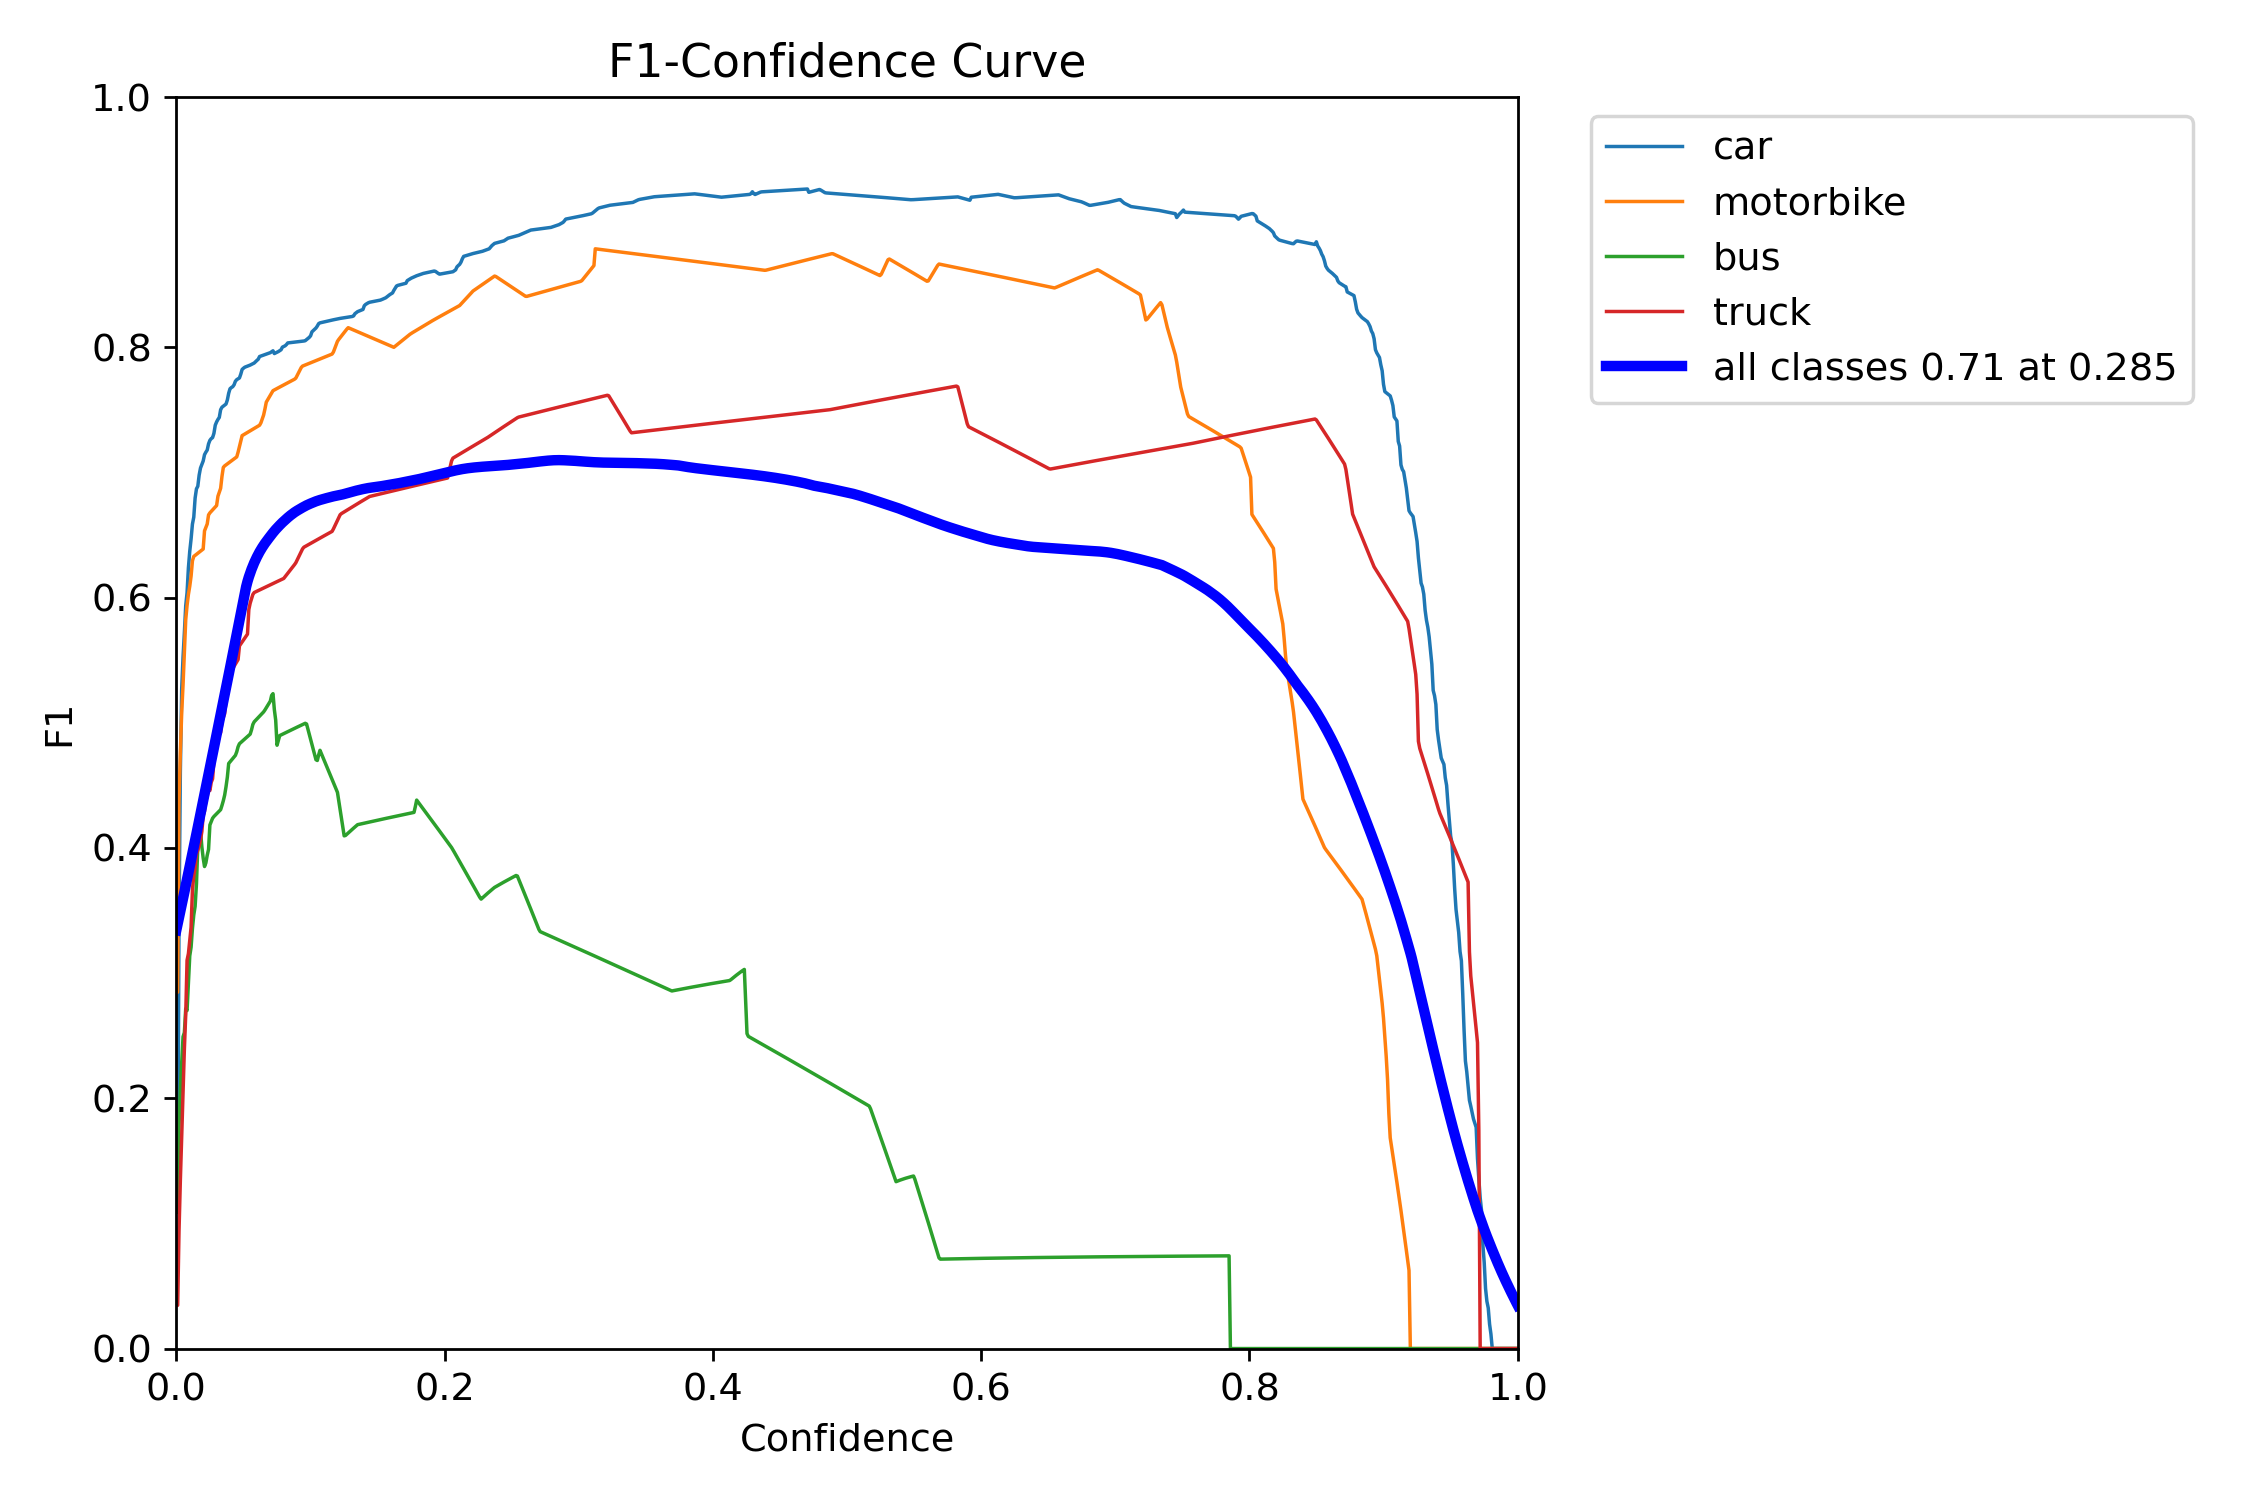 F1-Confidence Curve
1.0
0.8
0.6
0.4
0.2
0.0
F1
0.0 0.2 0.4 0.6 0.8 1.0
Confidence
car
motorbike
bus
truck
all classes 0.71 at 0.285